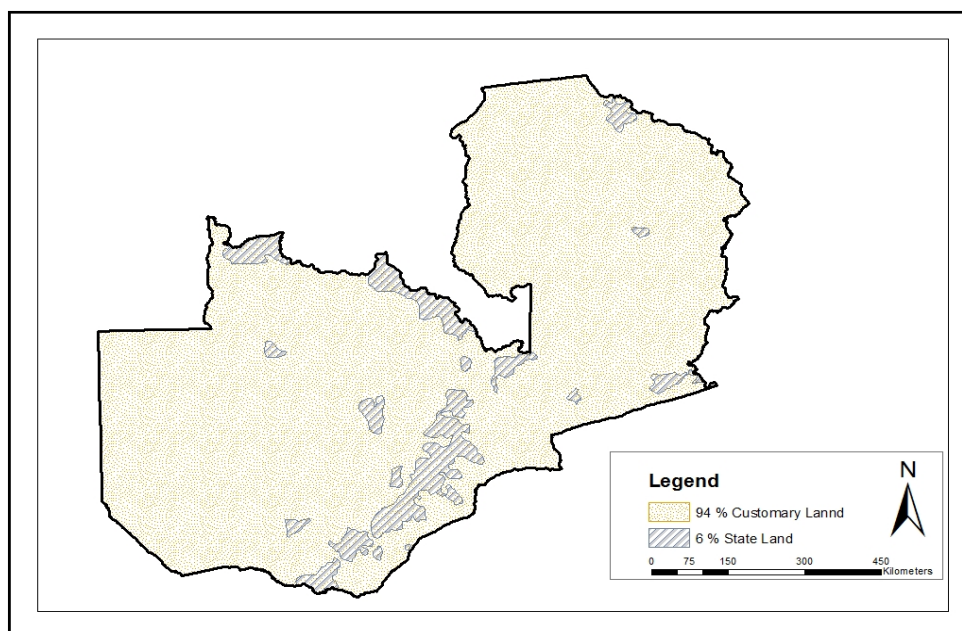 Legend
94 % Customary Lannd
6 % State Land
N
0 75 150 300 450
Kilometers